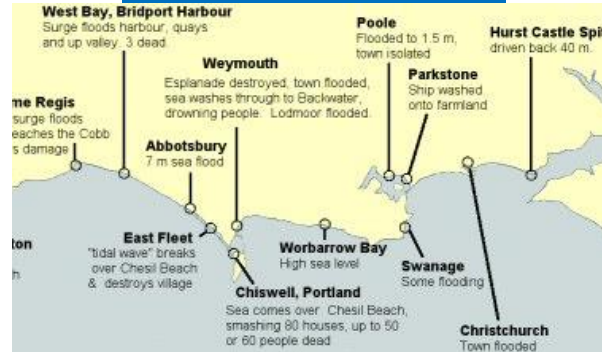 West Bay, Bridport Harbour
Surge floods harbour, quays
and up valley. 3 dead.
Poole
Flooded to 1.5 m,
town isolated
Hurst Castle Spi
driven back 40 m.
Weymouth
Esplanade destroyed, town flooded,
sea washes through to Backwater,
drowning people. Lodmoor flooded.
Parkstone
Ship washed
onto farmland
me Regis
surge floods
eaches the Cobb
s damage
Abbotsbury
7 m sea flood
East Fleet
"tidal wave" breaks
over Chesil Beach
& destroys village
Worbarrow Bay
High sea level
Swanage
Some flooding
ton
h
Chiswell, Portland
Sea comes over Chesil Beach,
smashing 80 houses, up to 50
or 60 people dead
Christchurch
Town flooded